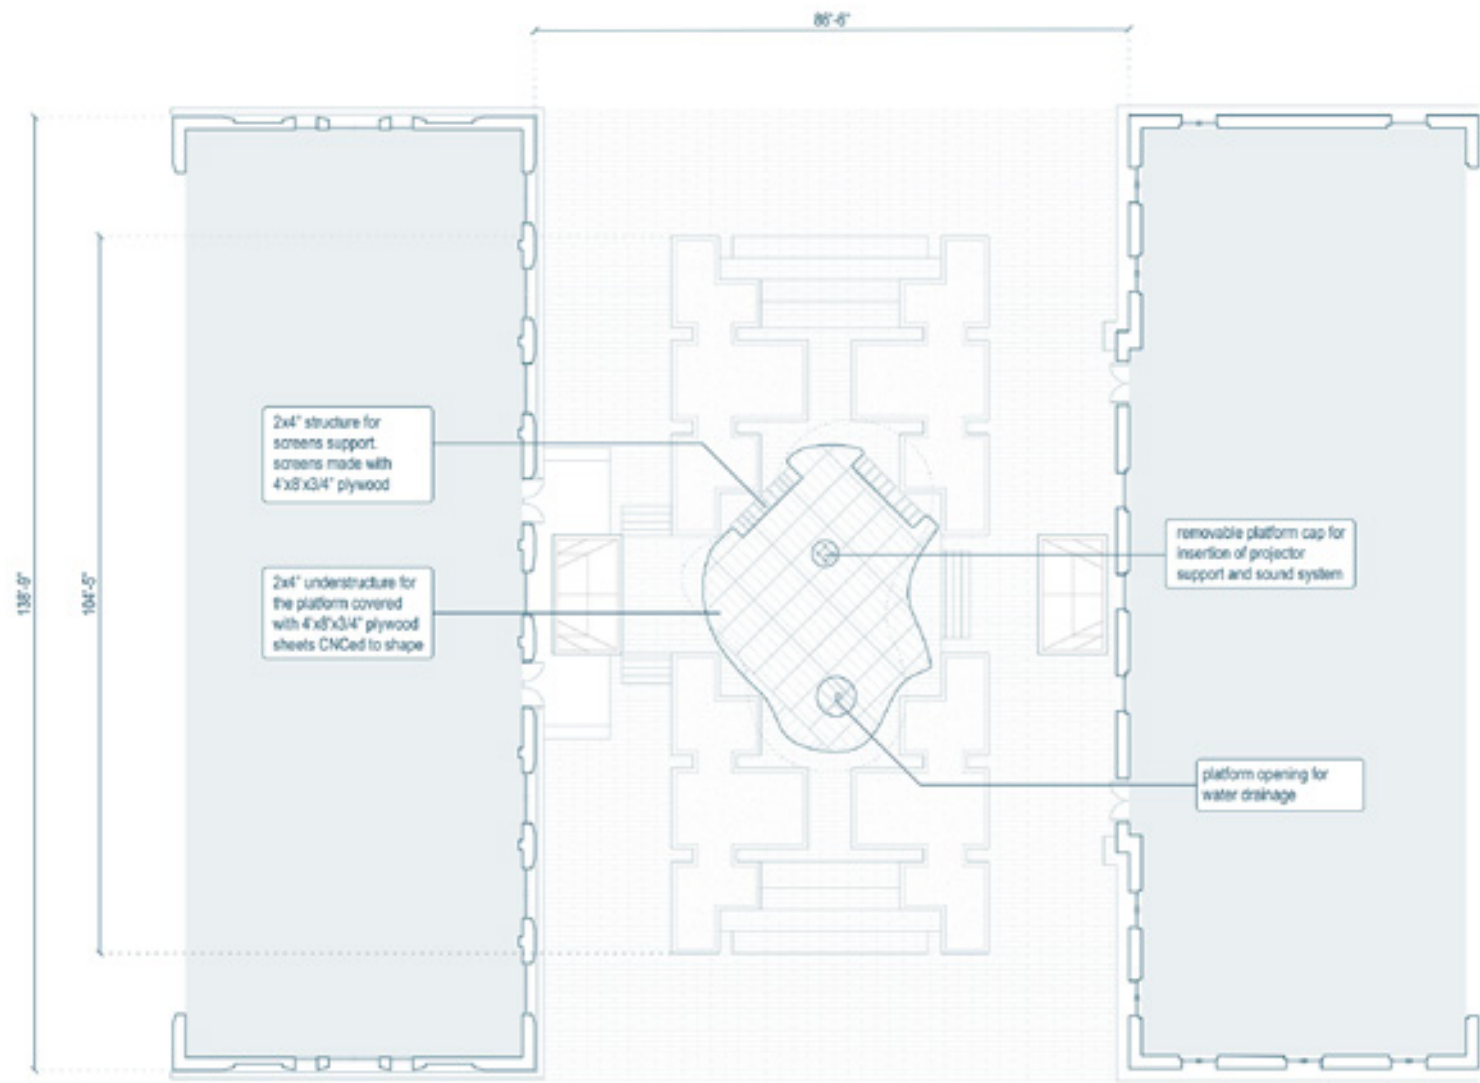 86'-6"
138'-9"
104'-5"
2x4" structure for
screens support.
screens made with
4'x8'x3/4" plywood
2x4" understructure for
the platform covered
with 4'x8'x3/4" plywood
sheets CNCed to shape
removable platform cap for
insertion of projector
support and sound system
platform opening for
water drainage